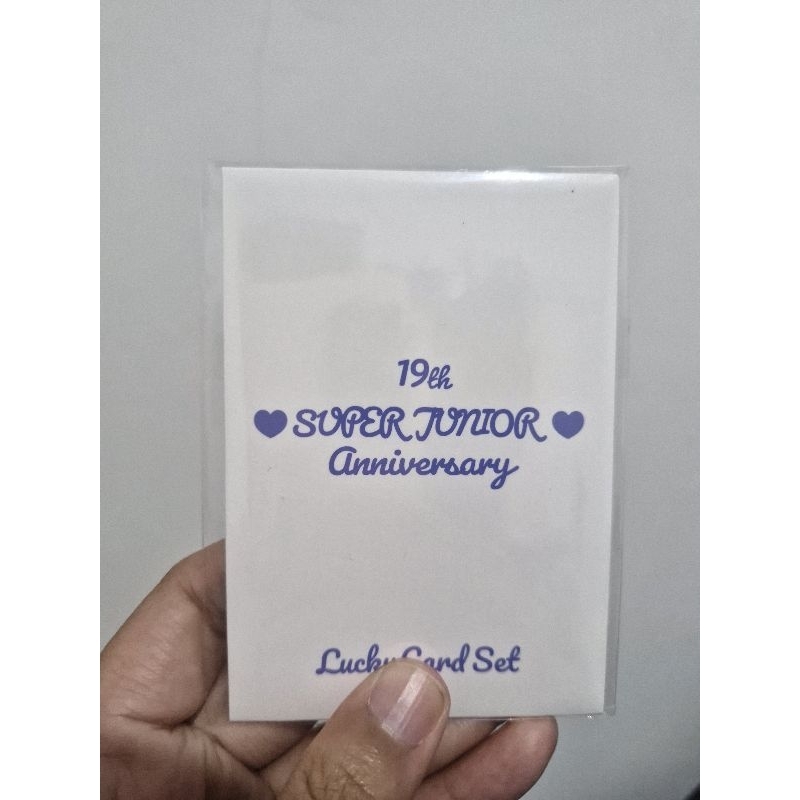 19th
SUPER JUNIOR
Anniversary
Lucky Card Set